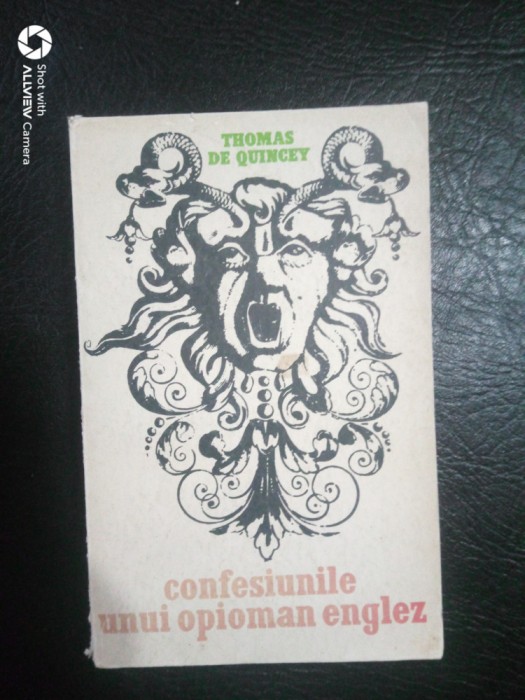 Shot with
ALLVIEW Camera
THOMAS
DE QUINCEY
confesiunile
unui opioman englez